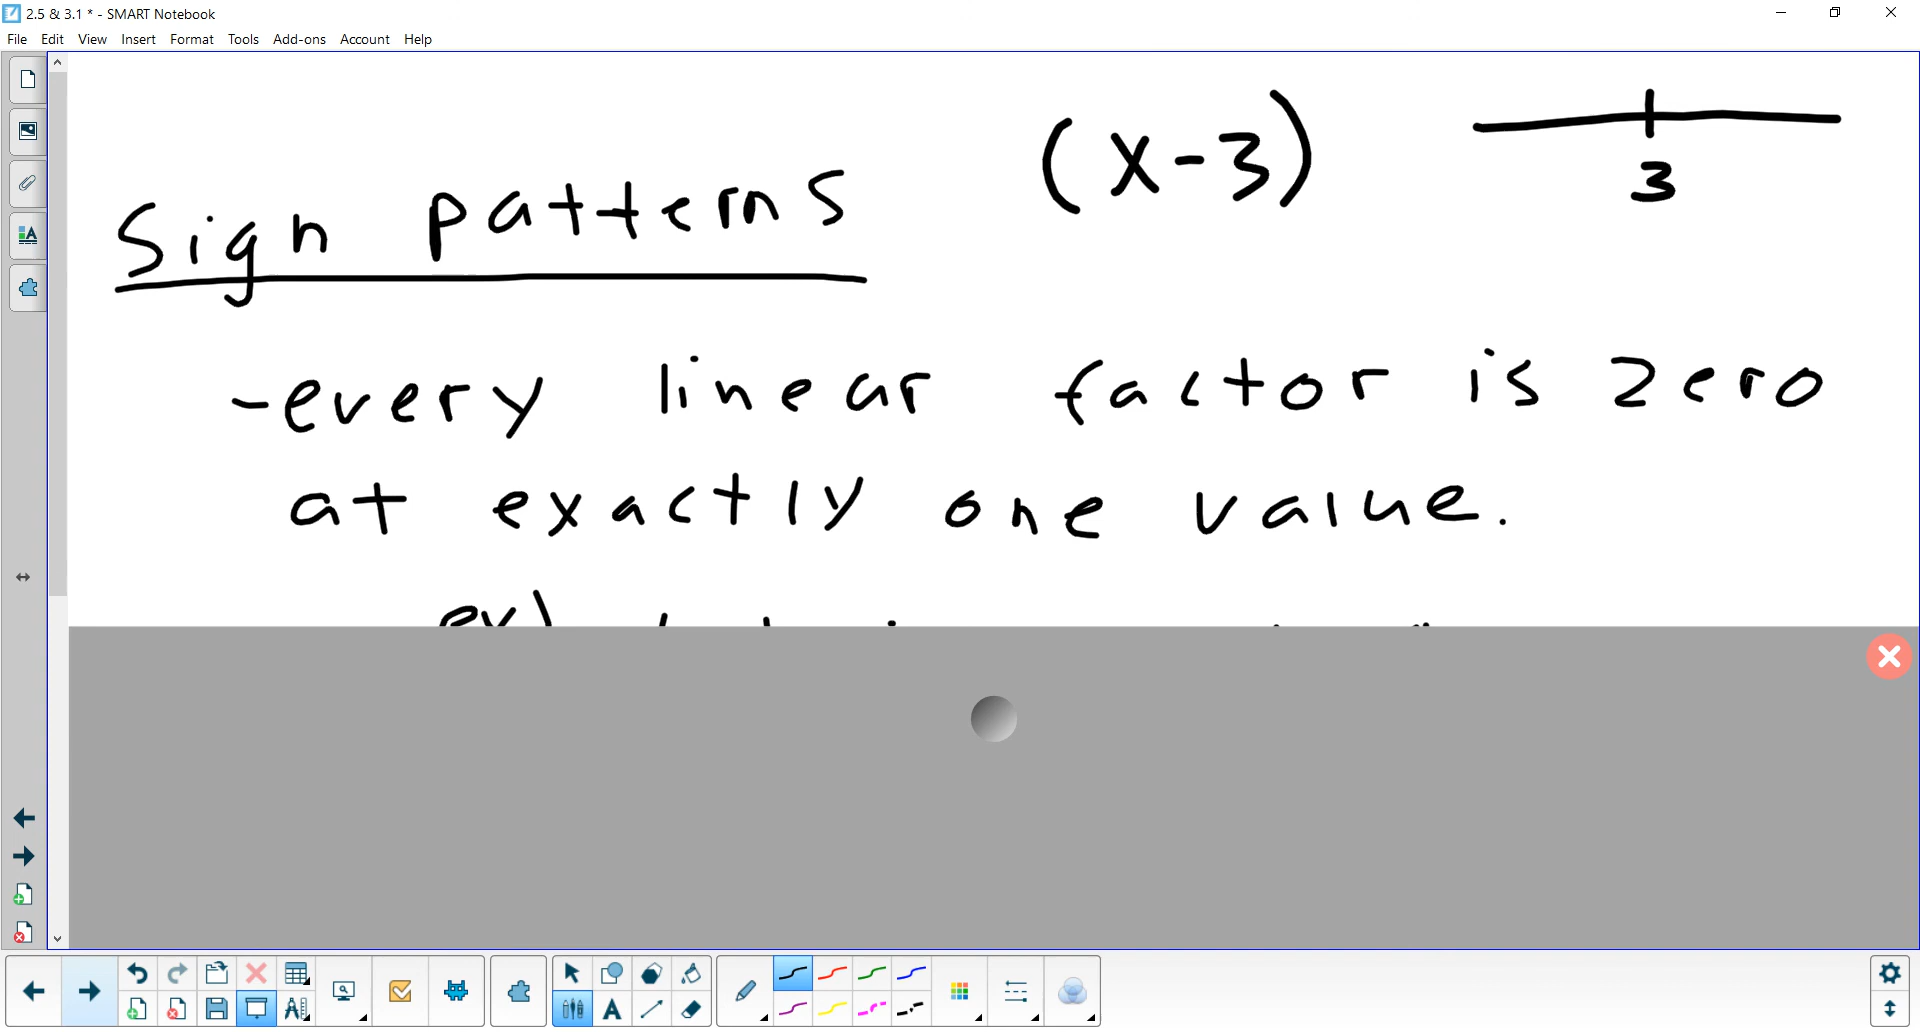 2.5 & 3.1 * - SMART Notebook
File Edit View Insert Format Tools Add-ons Account Help
(x-3)
3
Sign patterns
-every linear factor is zero
at exactly one value.
ex)